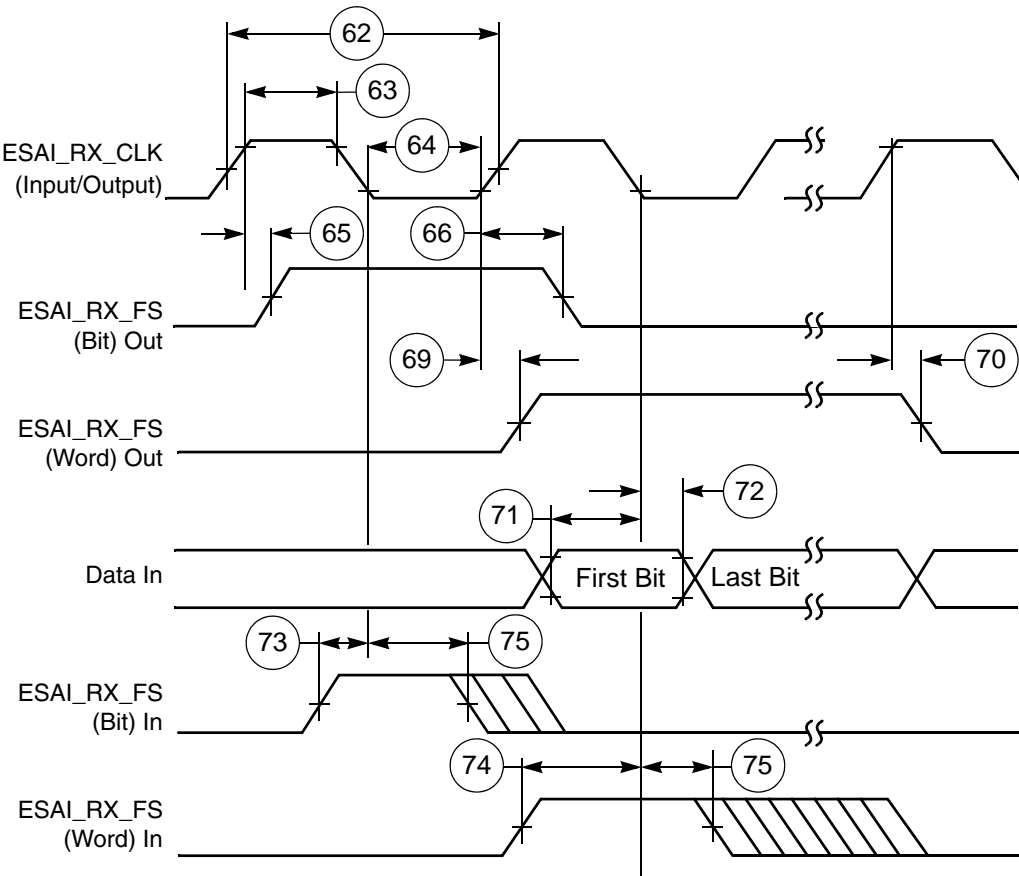 62
63
ESAI_RX_CLK
(Input/Output)
64
65
66
ESAI_RX_FS
(Bit) Out
69
70
ESAI_RX_FS
(Word) Out
71
72
Data In
First Bit
Last Bit
73
75
ESAI_RX_FS
(Bit) In
74
75
ESAI_RX_FS
(Word) In